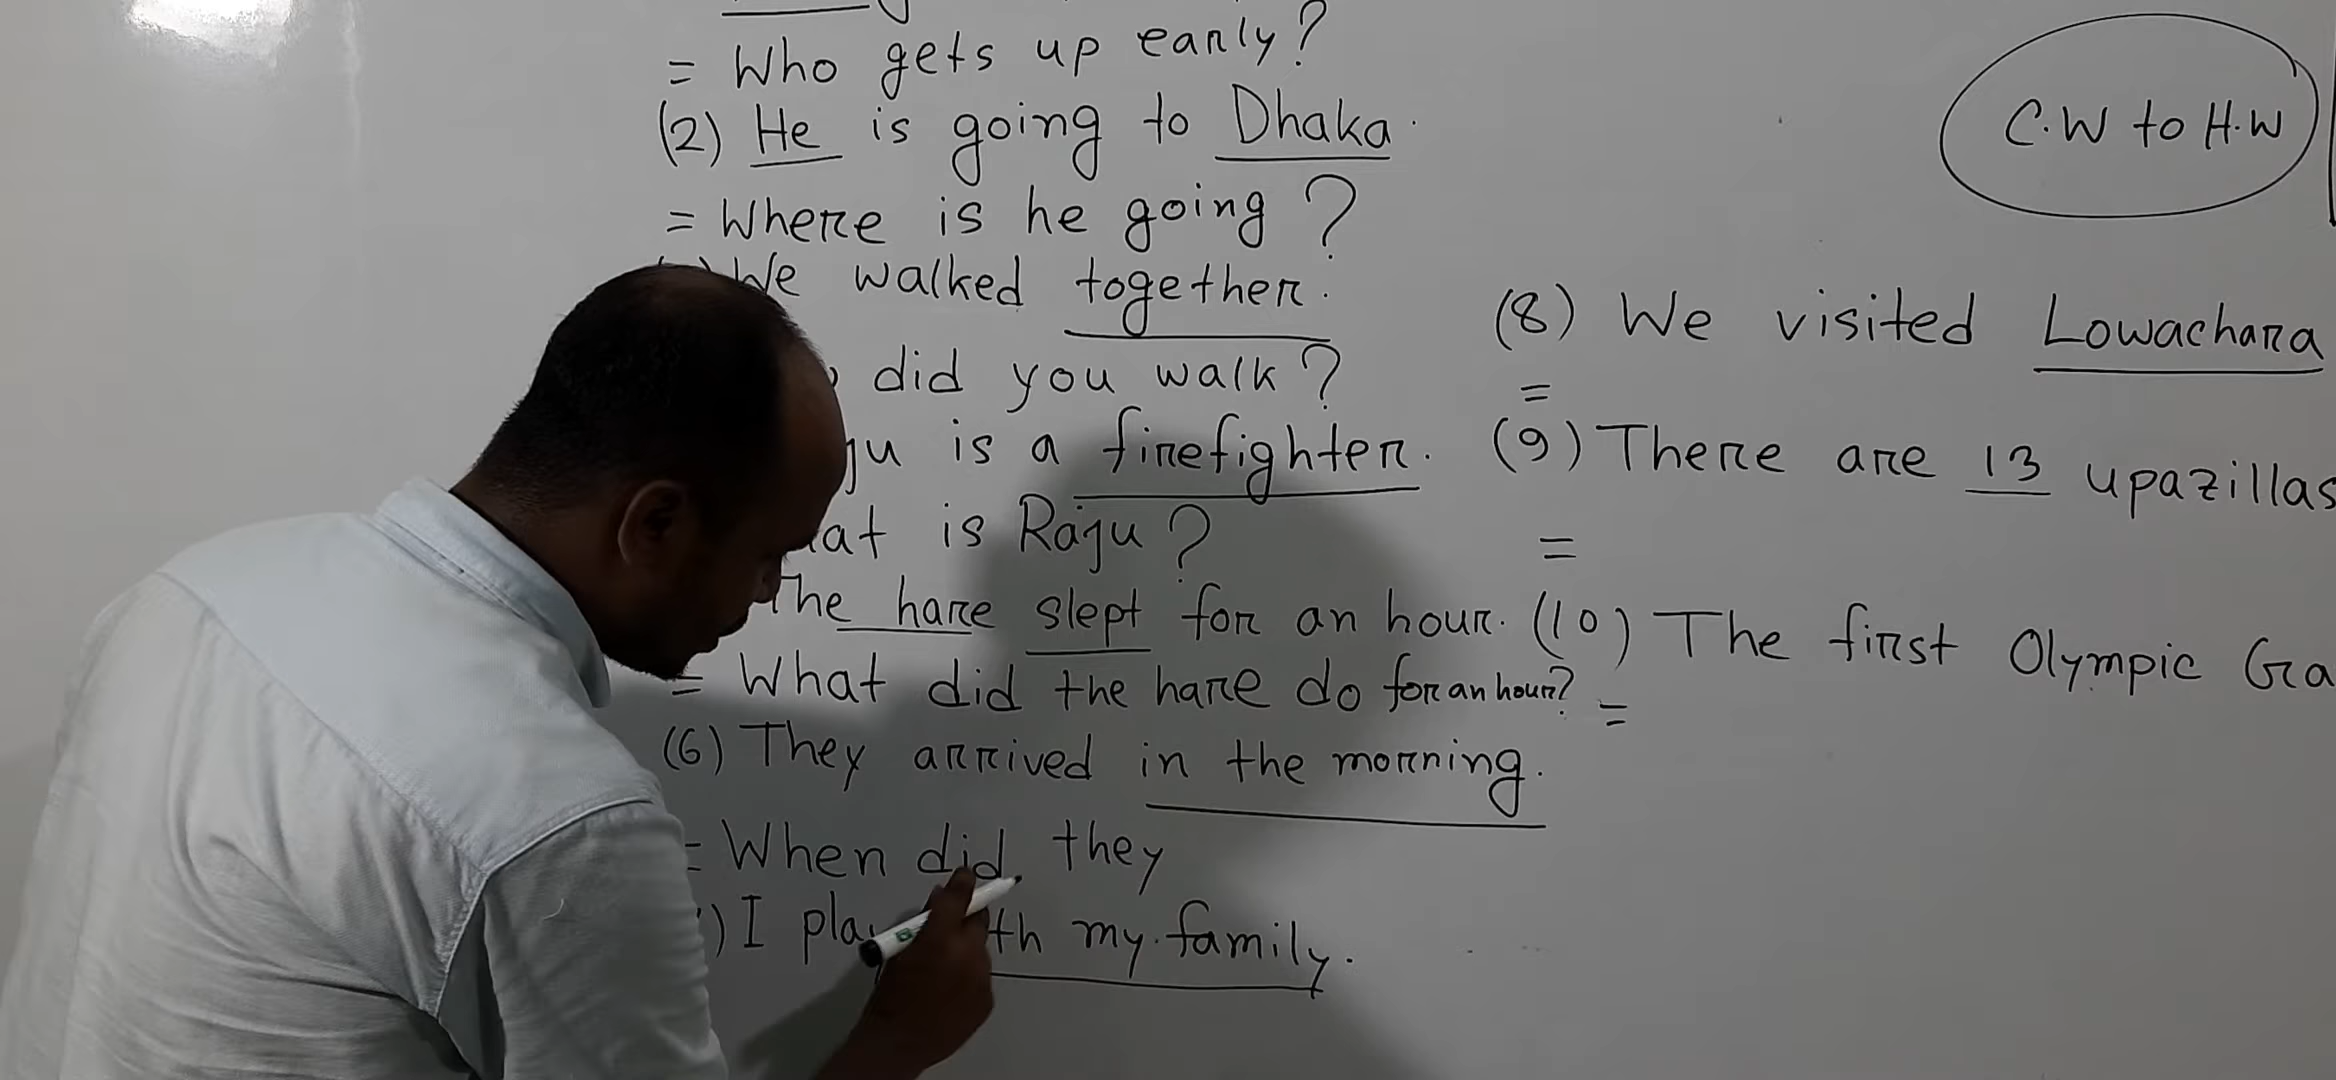 = Who gets up early?
(2) He is going to Dhaka.
= Where is he going?
We walked together.
did you walk?
is a firefighter.
is Raju?
The hare slept for an hour.
= What did the hare do for an hour?
(6) They arrived in the morning.
= When did they
I play my family.
C.W to H.W
(8) We visited Lowachara
=
(9) There are 13 upazillas
=
(10) The first Olympic
=